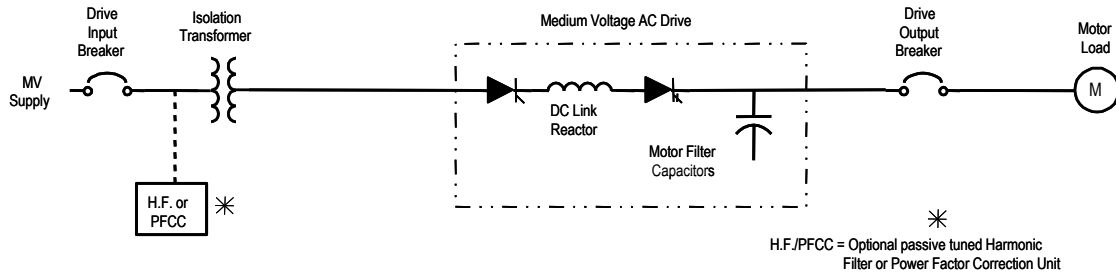 Drive
Input
Breaker
Isolation
Transformer
Medium Voltage AC Drive
Drive
Output
Breaker
Motor
Load
MV
Supply
DC Link
Reactor
M
Motor Filter
Capacitors
H.F. or
PFCC
H.F./PFCC = Optional passive tuned Harmonic
Filter or Power Factor Correction Unit